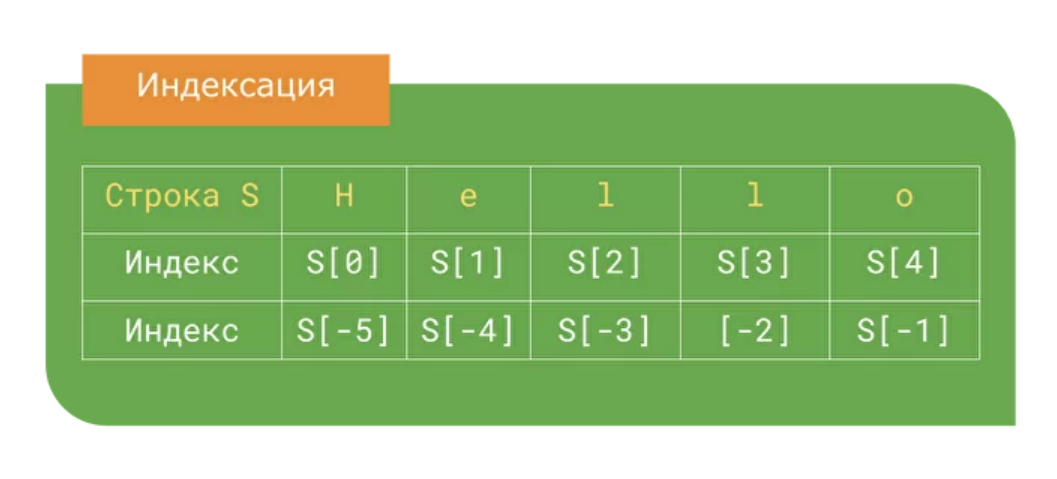 Индексация
Строка S H e l l o
Индекс S[0] S[1] S[2] S[3] S[4]
Индекс S[-5] S[-4] S[-3] [-2] S[-1]